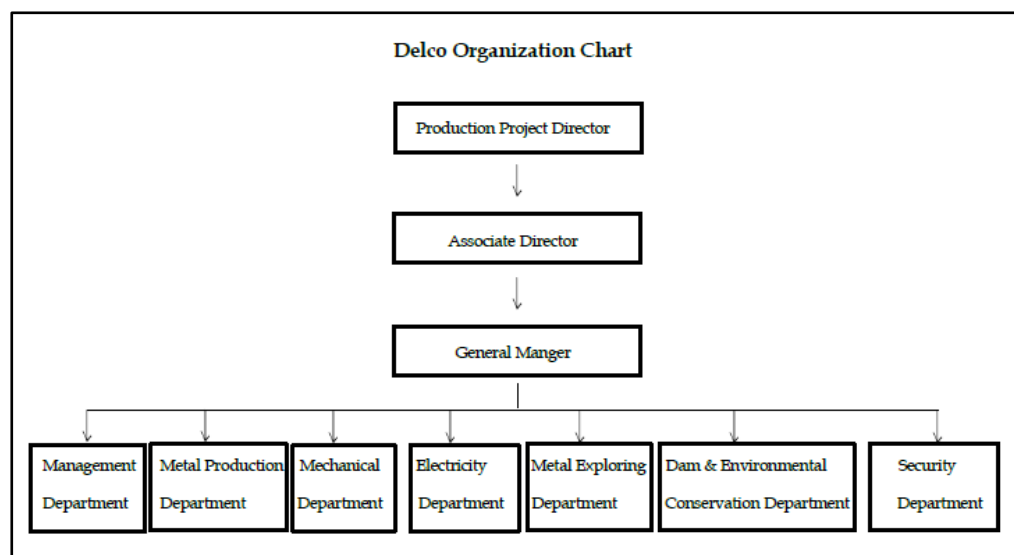 Delco Organization Chart
Production Project Director
Associate Director
General Manger
Management
Department
Metal Production
Department
Mechanical
Department
Electricity
Department
Metal Exploring
Department
Dam & Environmental
Conservation Department
Security
Department